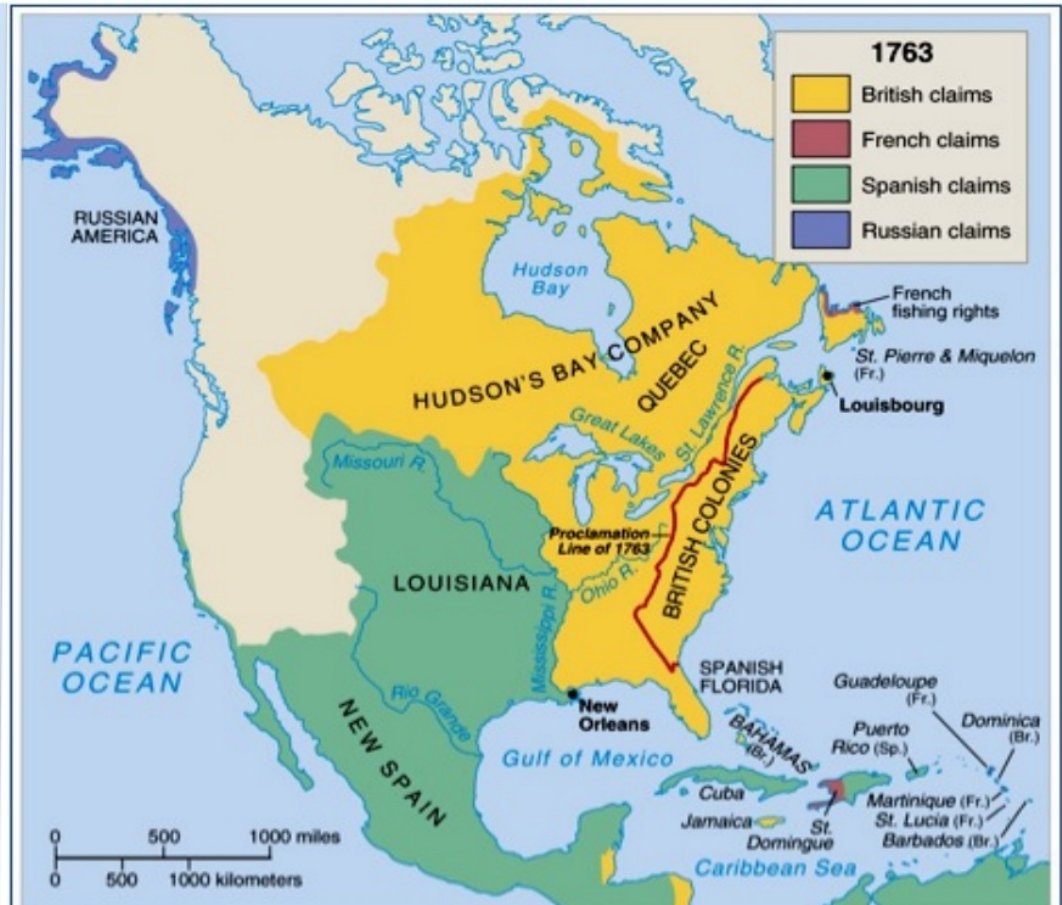 1763
British claims
French claims
Spanish claims
Russian claims
RUSSIAN
AMERICA
Hudson
Bay
French
fishing rights
HUDSON'S BAY COMPANY
QUEBEC
St. Lawrence R.
St. Pierre & Miquelon
(Fr.)
Louisbourg
Great Lakes
Missouri R.
BRITISH COLONIES
ATLANTIC
OCEAN
Proclamation
Line of 1763
Ohio R.
LOUISIANA
Mississippi R.
PACIFIC
OCEAN
SPANISH
FLORIDA
New
Orleans
Rio Grande
NEW SPAIN
Gulf of Mexico
BAHAMAS
(Br.)
Guadeloupe
(Fr.)
Dominica
(Br.)
Puerto
Rico (Sp.)
Cuba
Jamaica
St.
Domingue
Martinique (Fr.)
St. Lucia (Fr.)
Barbados (Br.)
Caribbean Sea
0 500 1000 miles
0 500 1000 kilometers